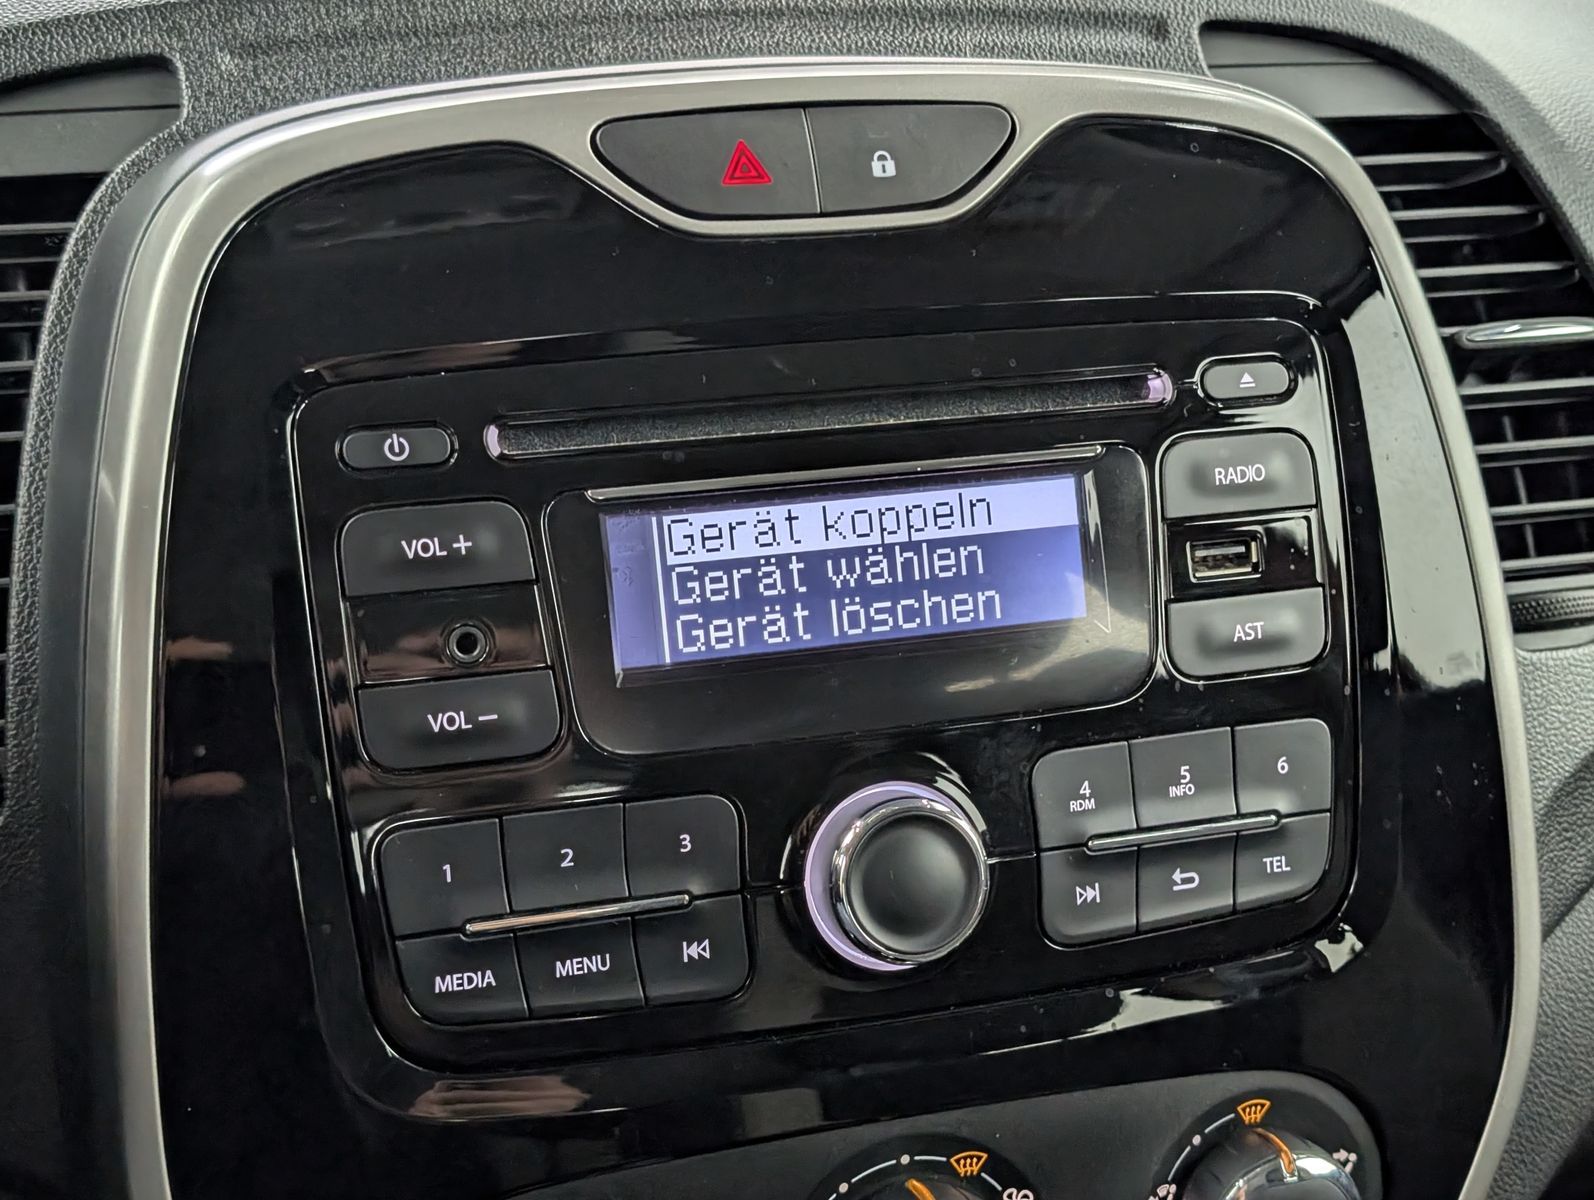 Gerät koppeln
Gerät wählen
Gerät löschen
RADIO
VOL +
AST
VOL −
1
2
3
4
RDM
5
INFO
6
MEDIA
MENU
TEL